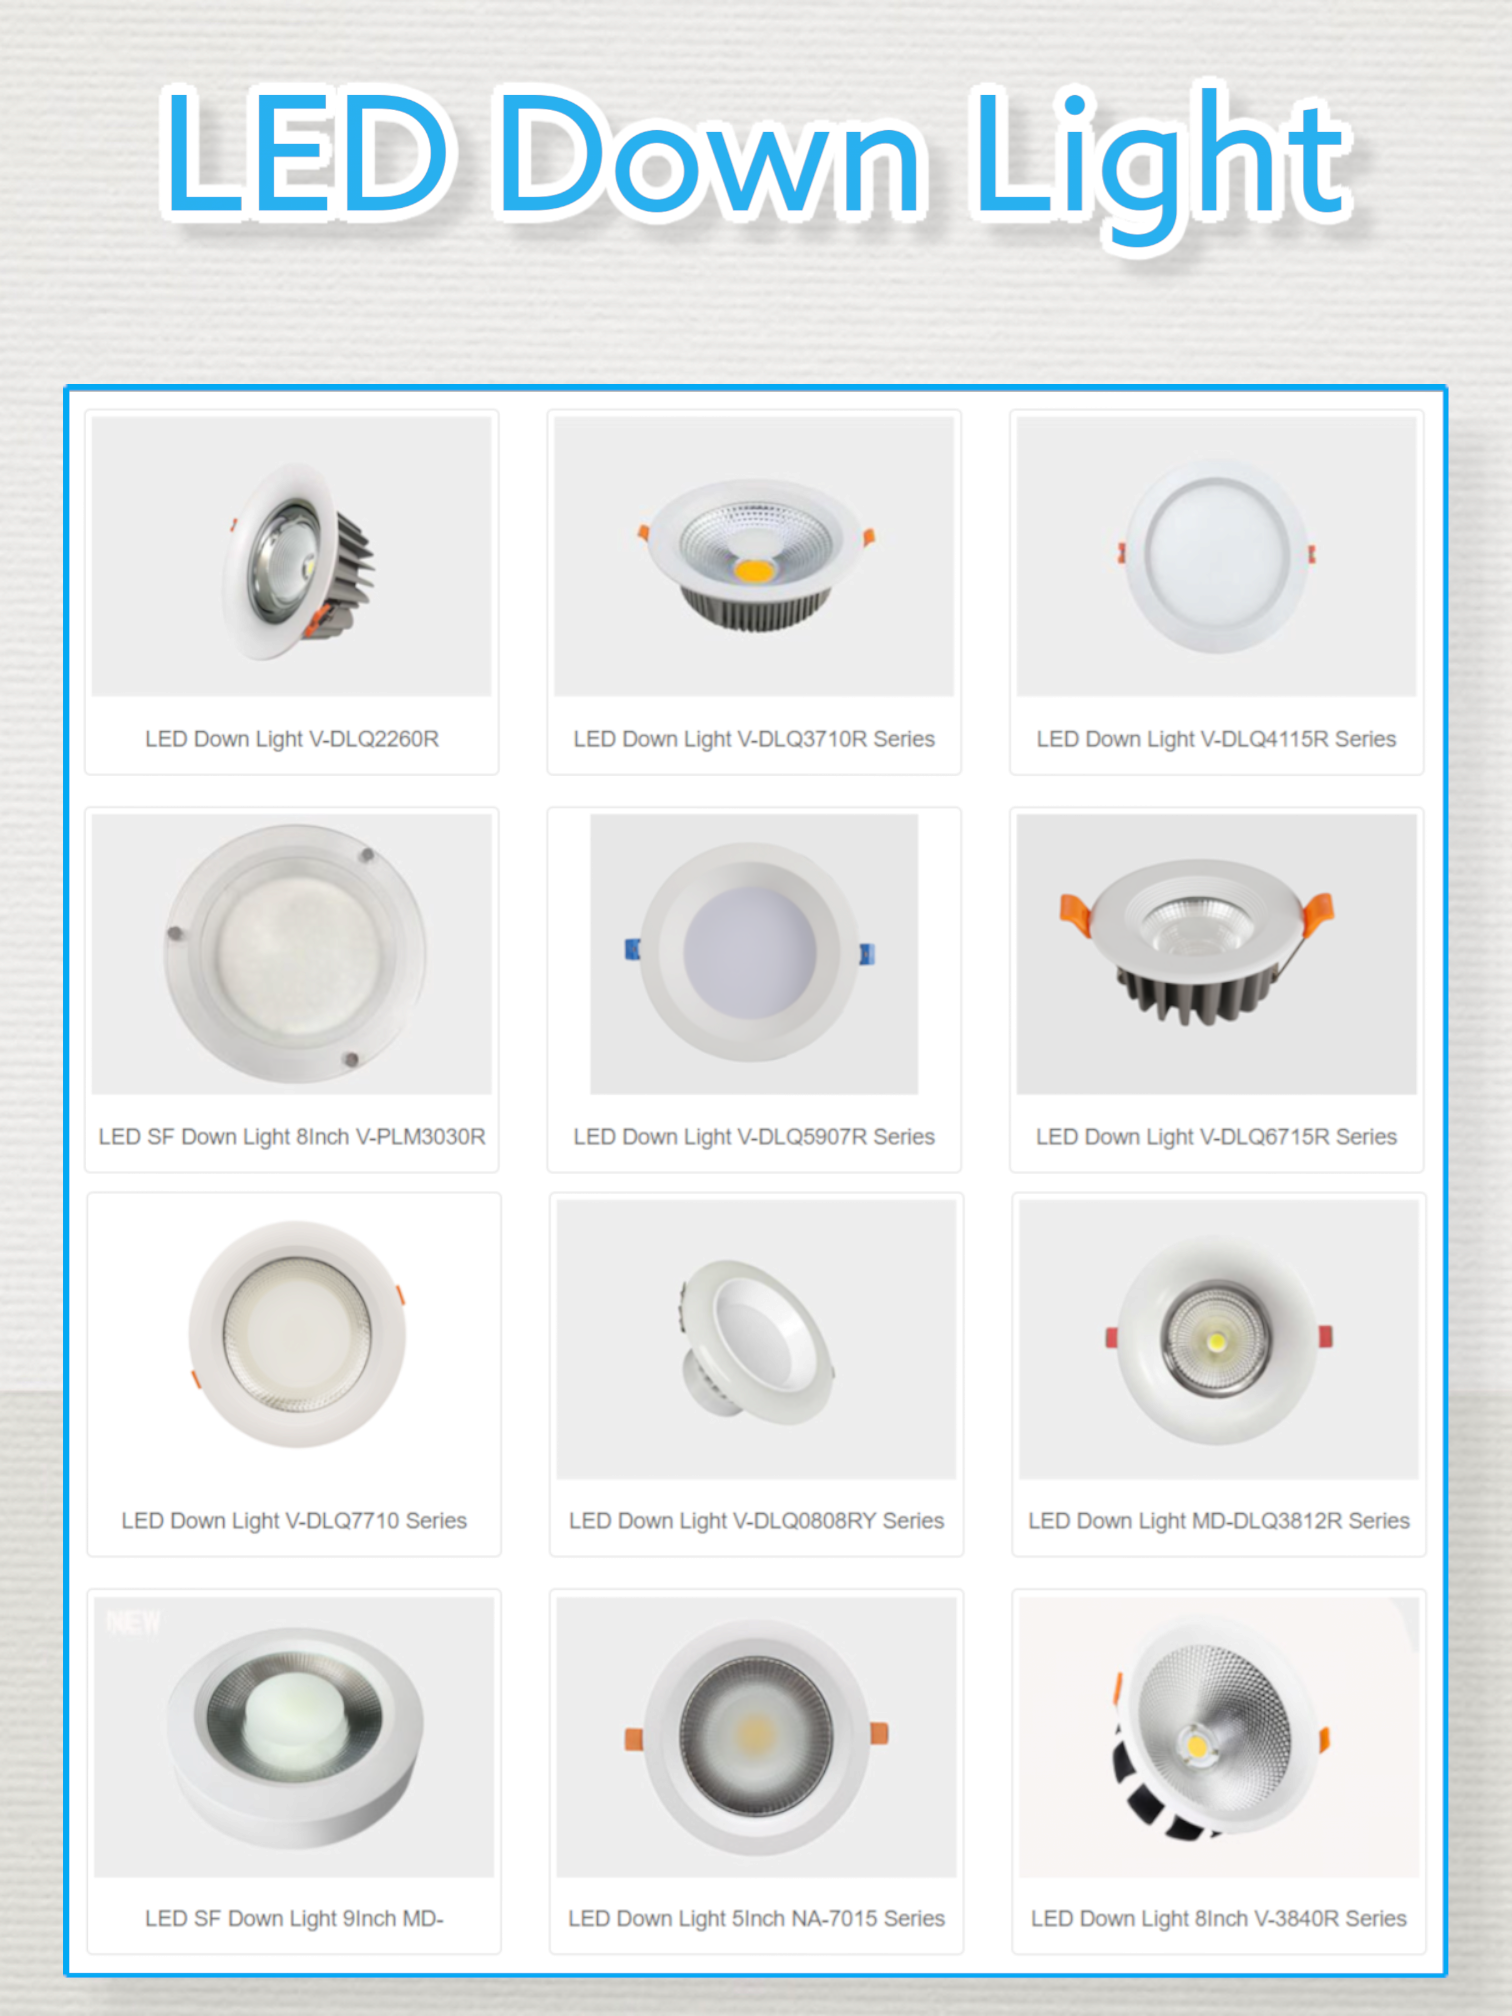 LED Down Light
LED Down Light V-DLQ2260R
LED Down Light V-DLQ3710R Series
LED Down Light V-DLQ4115R Series
LED SF Down Light 8Inch V-PLM3030R
LED Down Light V-DLQ5907R Series
LED Down Light V-DLQ6715R Series
LED Down Light V-DLQ7710 Series
LED Down Light V-DLQ0808RY Series
LED Down Light MD-DLQ3812R Series
NEW
LED SF Down Light 9Inch MD-
LED Down Light 5Inch NA-7015 Series
LED Down Light 8Inch V-3840R Series